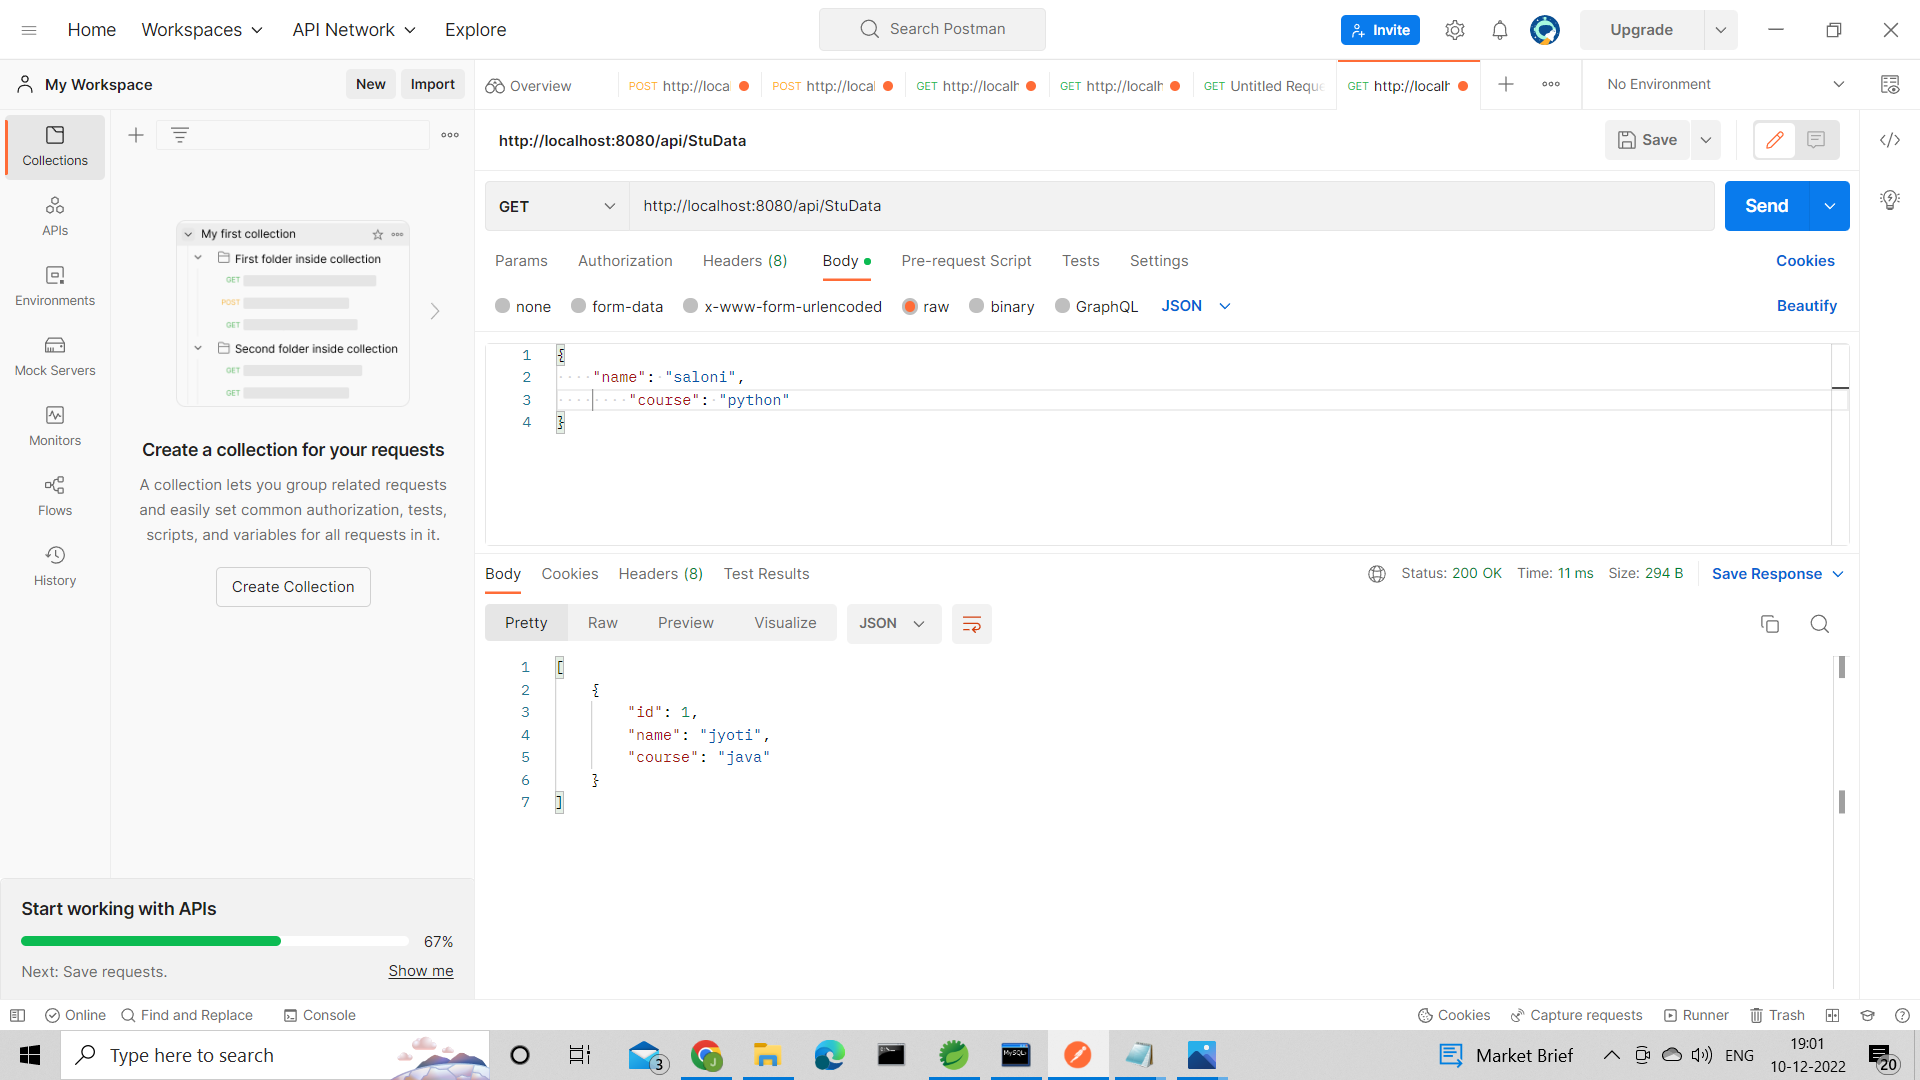 Home Workspaces API Network Explore Search Postman Invite Upgrade
My Workspace New Import Overview POST http://loca POST http://loca GET http://localh GET http://localh GET Untitled Reque GET http://localh No Environment
Collections
APIs
Environments
Mock Servers
Monitors
Flows
History
My first collection
First folder inside collection
GET
POST
GET
Second folder inside collection
GET
GET
Create a collection for your requests
A collection lets you group related requests
and easily set common authorization, tests,
scripts, and variables for all requests in it.
Create Collection
Start working with APIs
67%
Next: Save requests. Show me
http://localhost:8080/api/StuData Save
GET http://localhost:8080/api/StuData Send
Params Authorization Headers (8) Body Pre-request Script Tests Settings Cookies
none form-data x-www-form-urlencoded raw binary GraphQL JSON Beautify
1 {
2 "name": "saloni",
3 "course": "python"
4 }
Body Cookies Headers (8) Test Results Status: 200 OK Time: 11 ms Size: 294 B Save Response
Pretty Raw Preview Visualize JSON
1 [
2 {
3 "id": 1,
4 "name": "jyoti",
5 "course": "java"
6 }
7 ]
Online Find and Replace Console Cookies Capture requests Runner Trash
Type here to search 3 J MySQL Market Brief ENG 19:01
10-12-2022 20